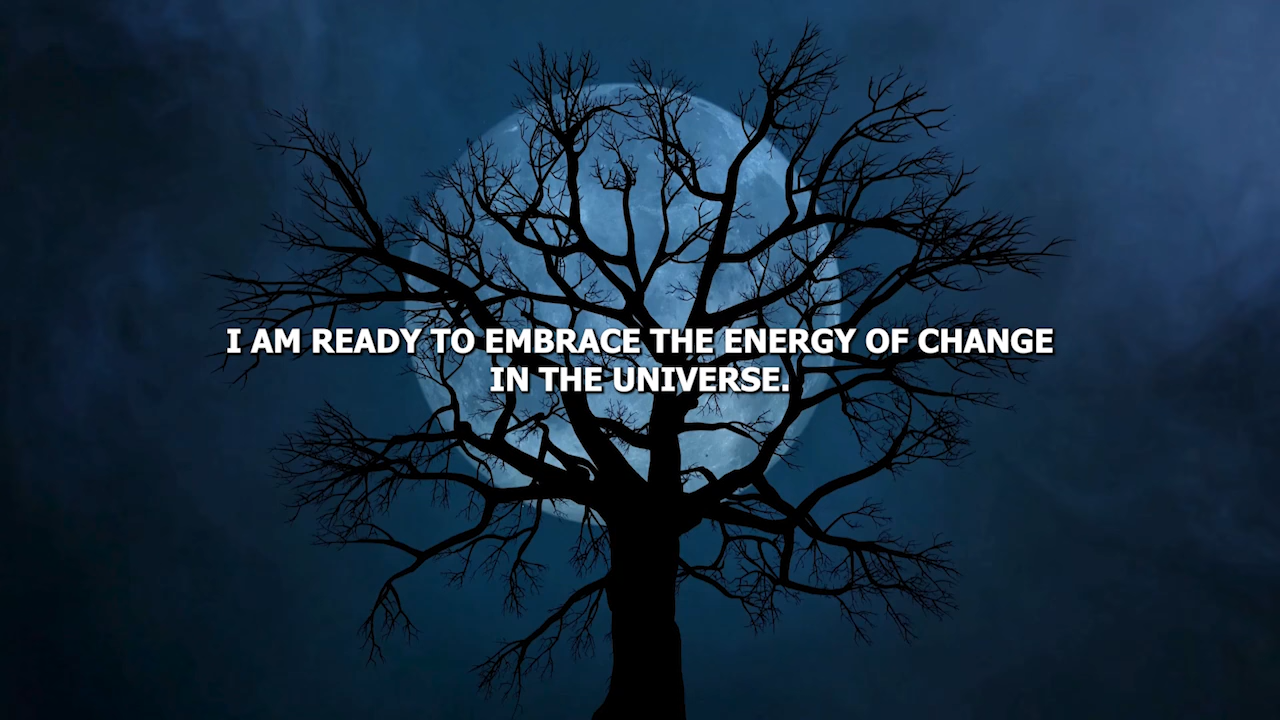 I AM READY TO EMBRACE THE ENERGY OF CHANGE
IN THE UNIVERSE.